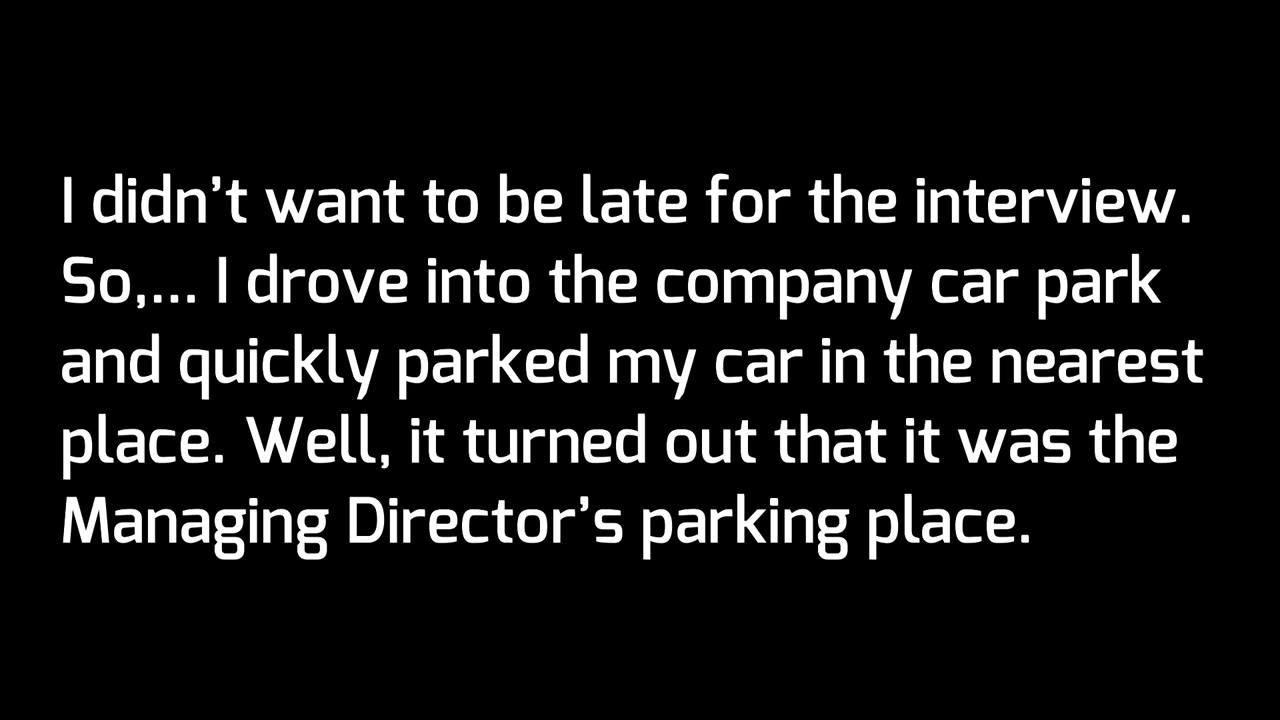 I didn’t want to be late for the interview.
So,... I drove into the company car park
and quickly parked my car in the nearest
place. Well, it turned out that it was the
Managing Director’s parking place.